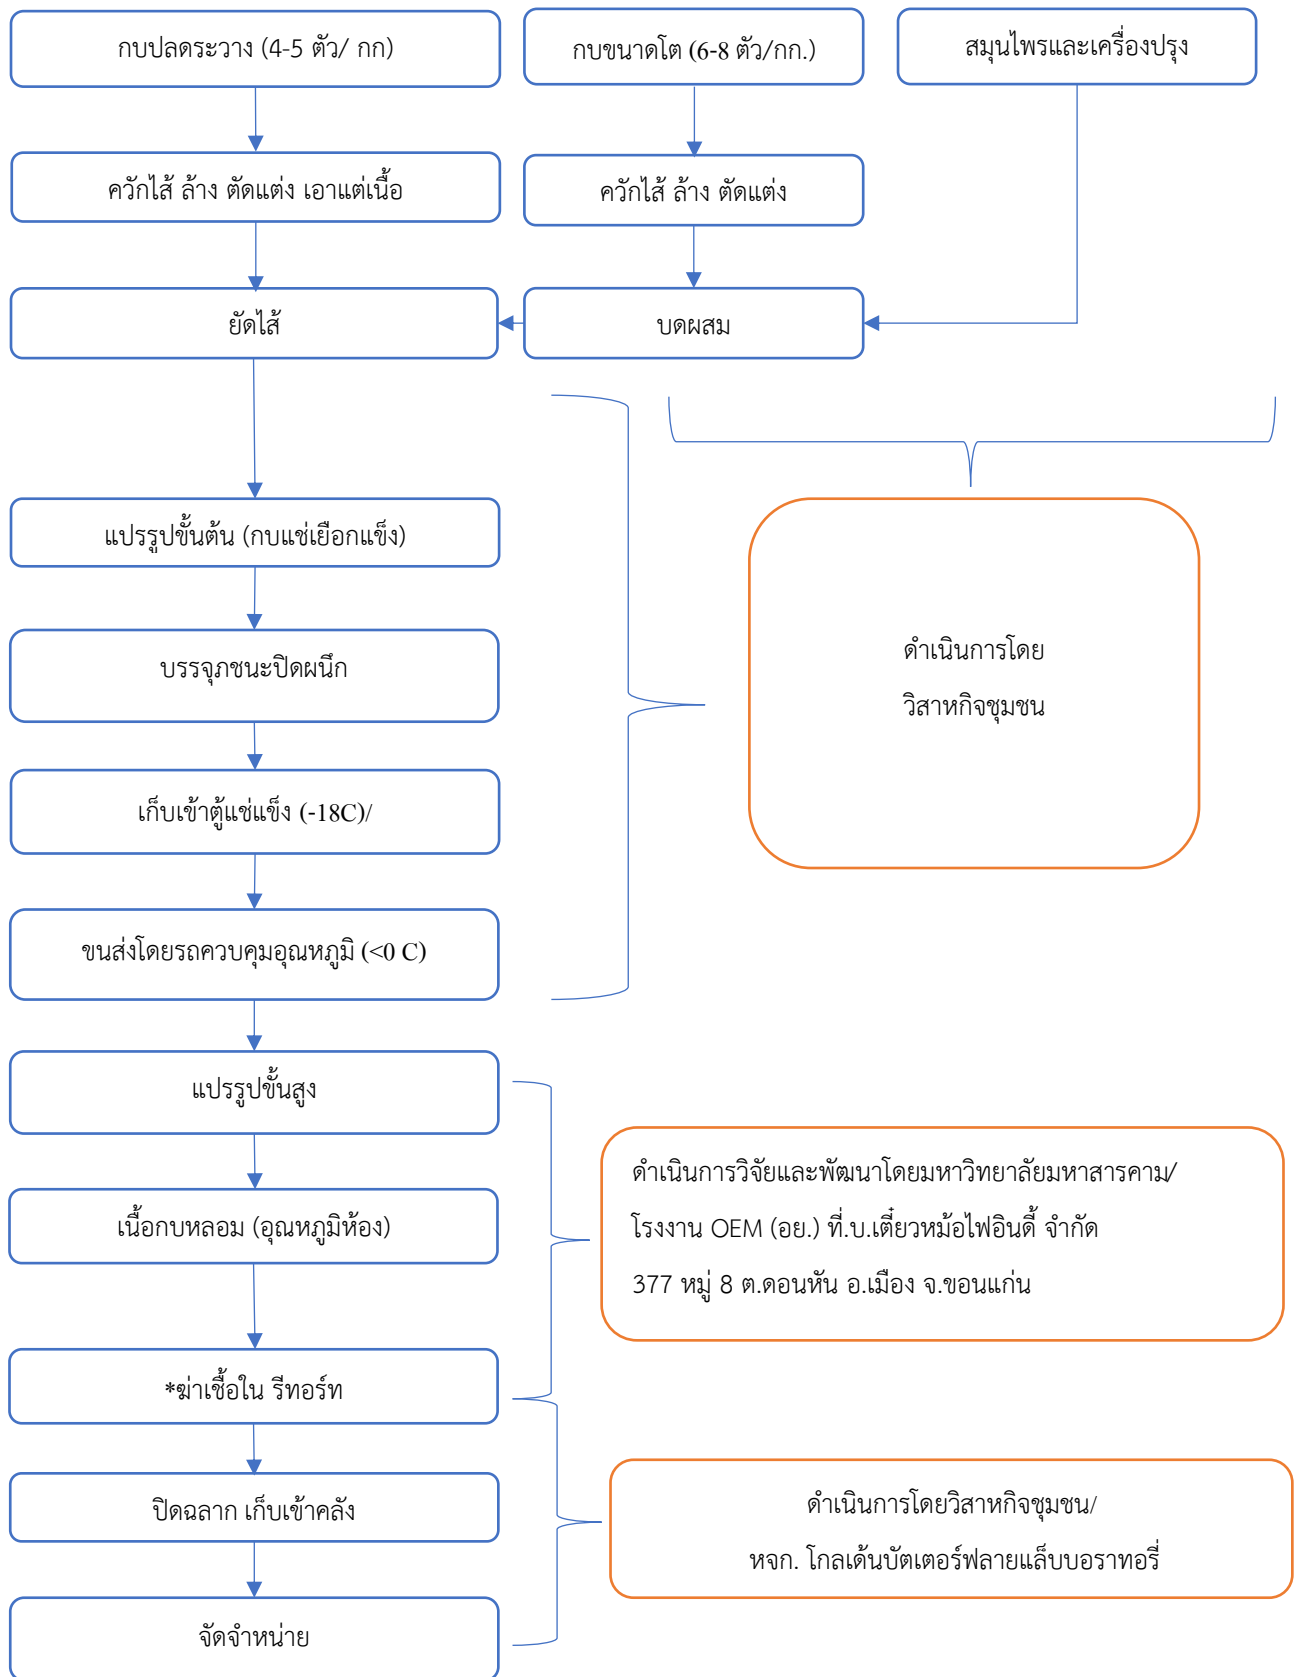 กบปลดระวาง (4-5 ตัว/ กก)
กบขนาดโต (6-8 ตัว/กก.)
สมุนไพรและเครื่องปรุง
ควักไส้ ล้าง ตัดแต่ง เอาแต่เนื้อ
ควักไส้ ล้าง ตัดแต่ง
ยัดไส้
บดผสม
แปรรูปขั้นต้น (กบแช่เยือกแข็ง)
บรรจุภชนะปิดผนึก
เก็บเข้าตู้แช่แข็ง (-18C)/
ขนส่งโดยรถควบคุมอุณหภูมิ (<0 C)
ดำเนินการโดย
วิสาหกิจชุมชน
แปรรูปขั้นสูง
เนื้อกบหลอม (อุณหภูมิห้อง)
*ฆ่าเชื้อใน รีทอร์ท
ดำเนินการวิจัยและพัฒนาโดยมหาวิทยาลัยมหาสารคาม/
โรงงาน OEM (อย.) ที่.บ.เตี๋ยวหม้อไฟอินดี้ จำกัด
377 หมู่ 8 ต.ดอนหัน อ.เมือง จ.ขอนแก่น
ปิดฉลาก เก็บเข้าคลัง
จัดจำหน่าย
ดำเนินการโดยวิสาหกิจชุมชน/
หจก. โกลเด้นบัตเตอร์ฟลายแล็บบอราทอรี่